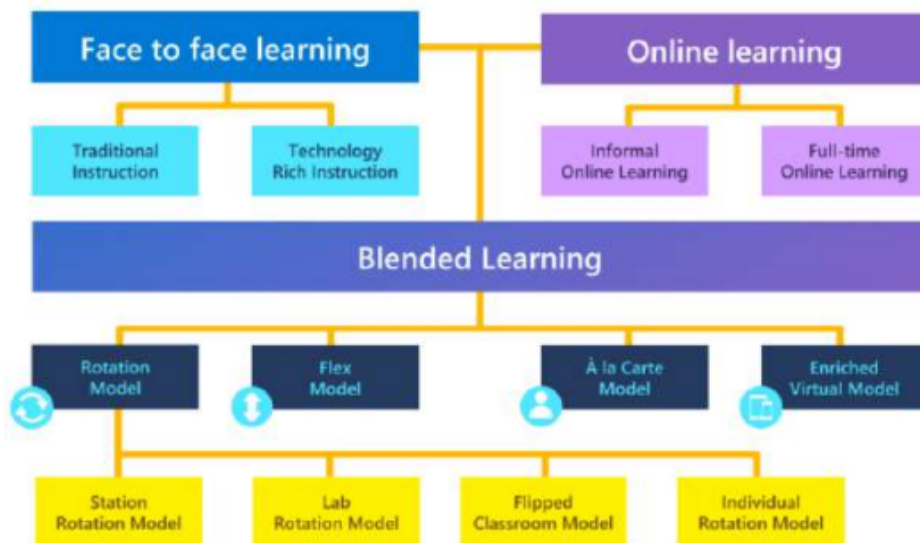 Face to face learning
Online learning
Traditional
Instruction
Technology
Rich Instruction
Informal
Online Learning
Full-time
Online Learning
Blended Learning
Rotation
Model
Flex
Model
À la Carte
Model
Enriched
Virtual Model
Station
Rotation Model
Lab
Rotation Model
Flipped
Classroom Model
Individual
Rotation Model